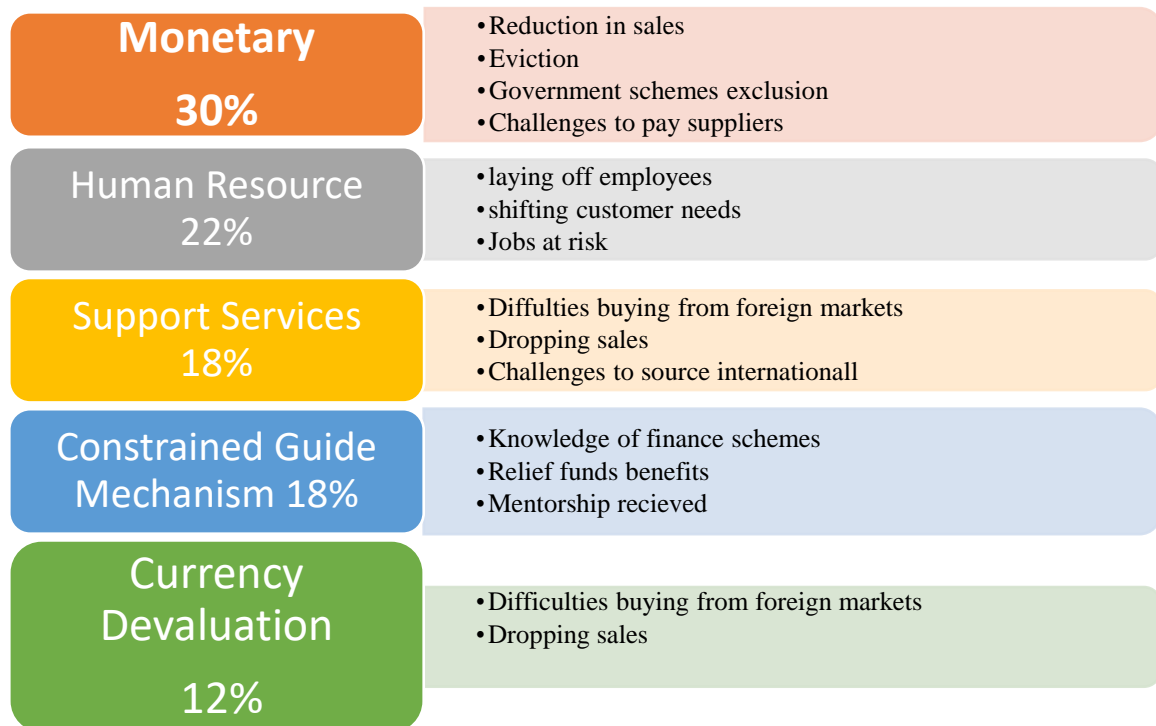 Monetary
30%
•Reduction in sales
•Eviction
•Government schemes exclusion
•Challenges to pay suppliers
Human Resource
22%
•laying off employees
•shifting customer needs
•Jobs at risk
Support Services
18%
•Diffulties buying from foreign markets
•Dropping sales
•Challenges to source internationall
Constrained Guide
Mechanism 18%
•Knowledge of finance schemes
•Relief funds benefits
•Mentorship recieved
Currency
Devaluation
12%
•Difficulties buying from foreign markets
•Dropping sales